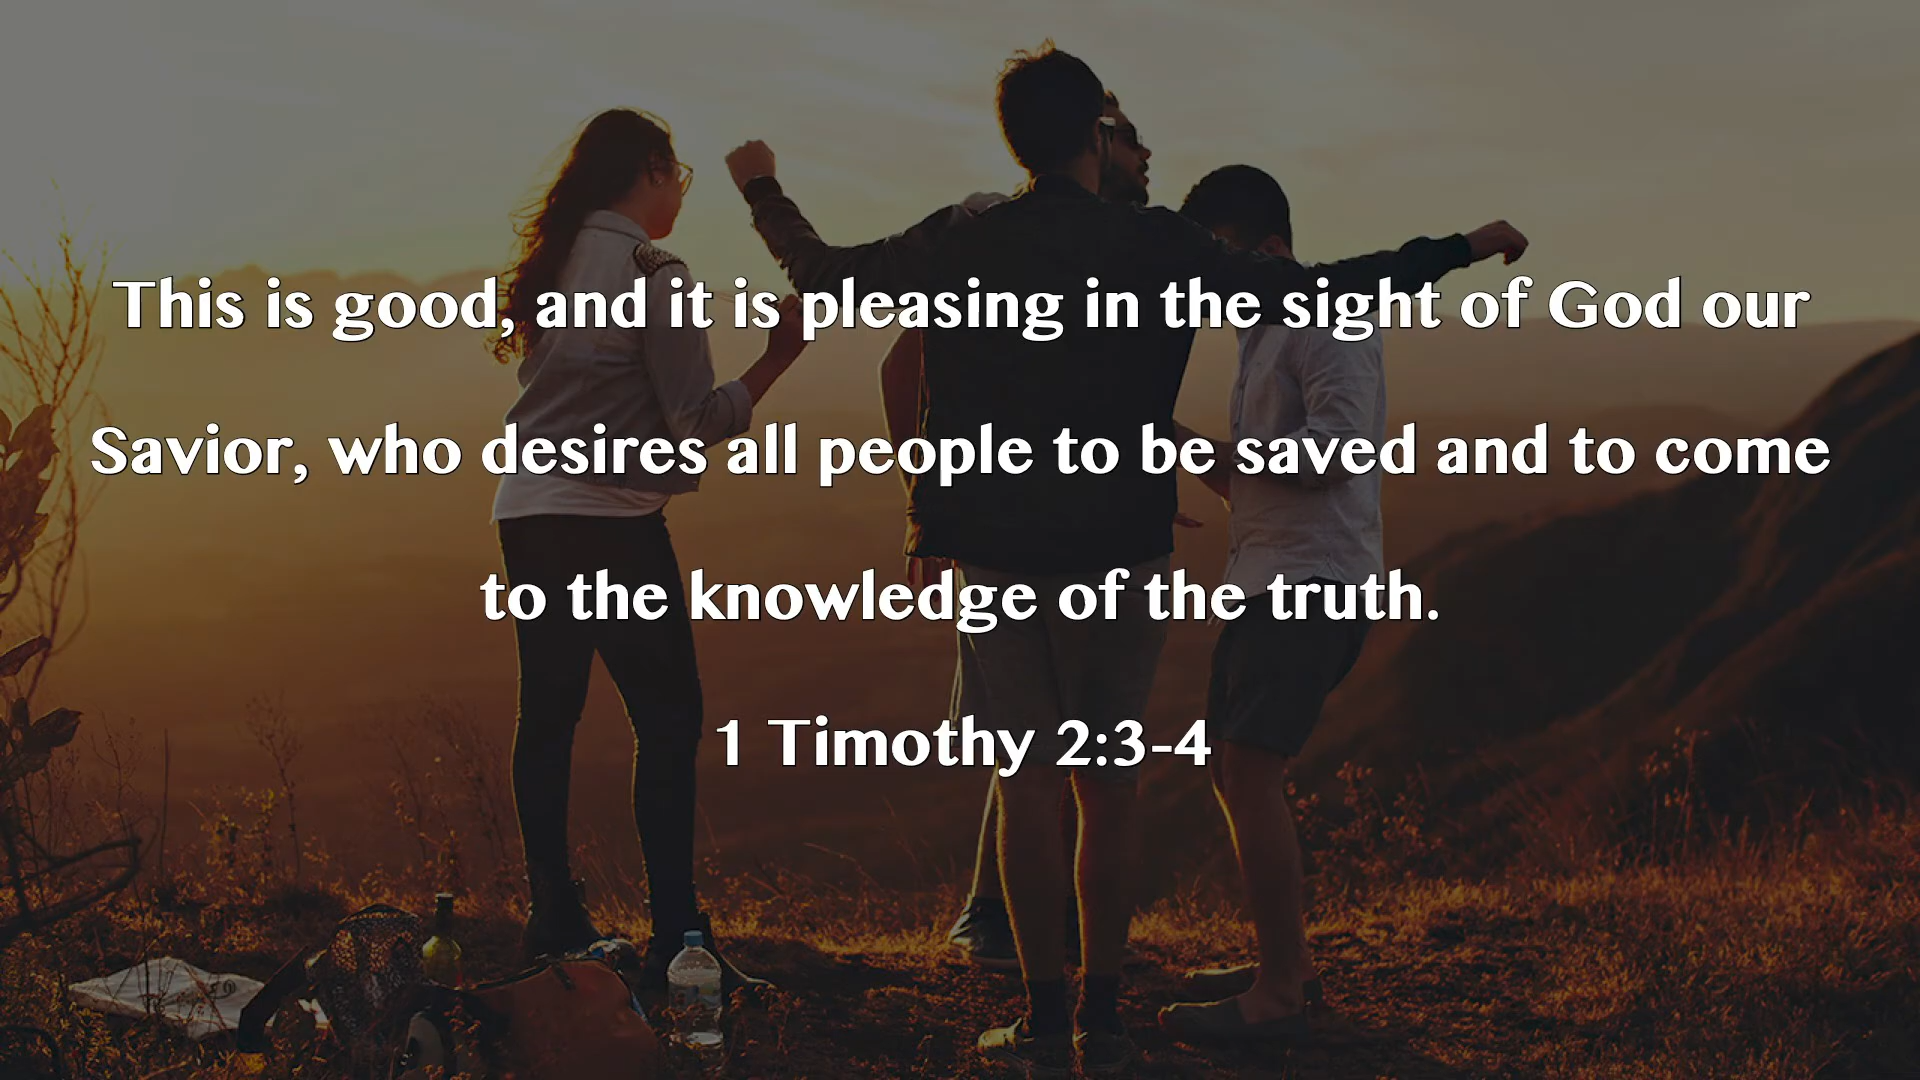 This is good, and it is pleasing in the sight of God our
Savior, who desires all people to be saved and to come
to the knowledge of the truth.
1 Timothy 2:3-4